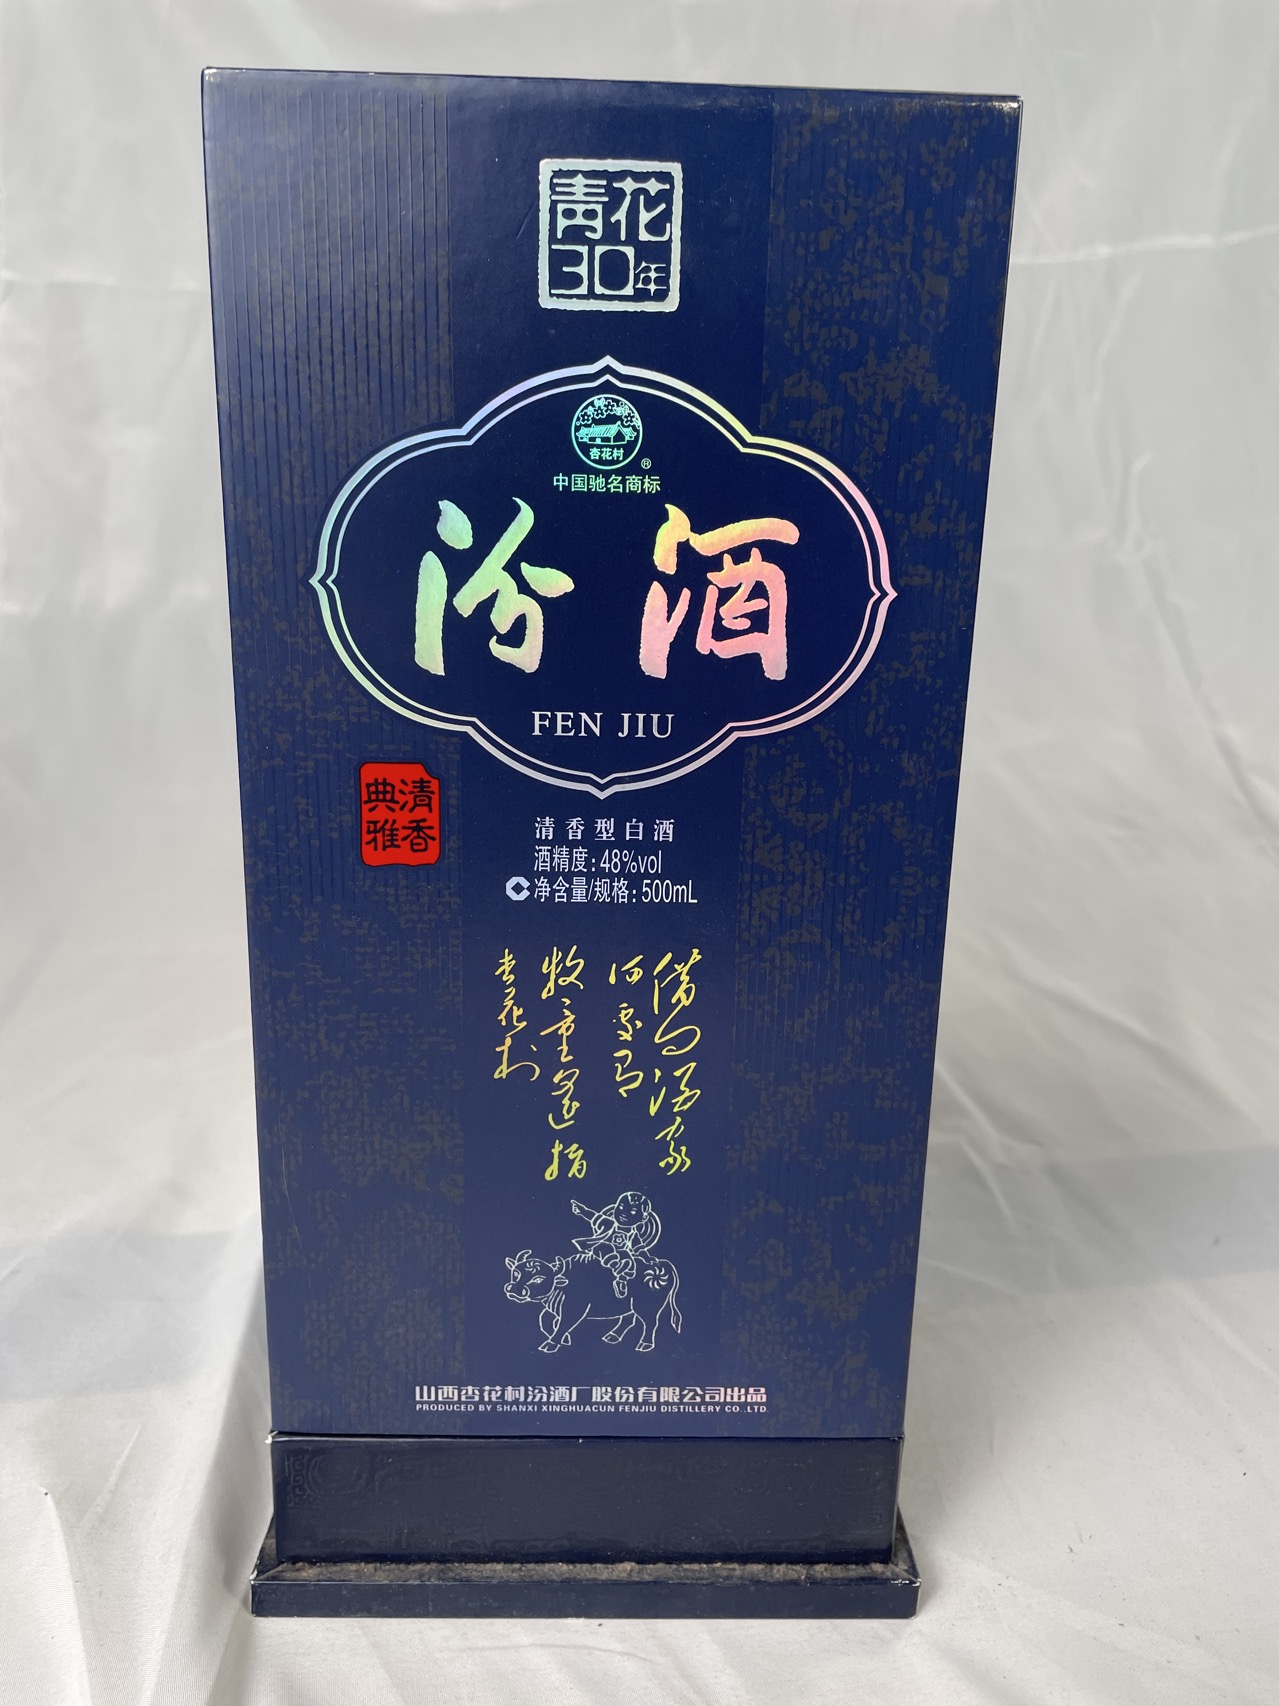 青花
30年
杏花村
®
中国驰名商标
汾酒
FEN JIU
清香
典雅
清香型白酒
酒精度:48%vol
净含量/规格:500mL
借问酒家
何处有
牧童遥指
杏花村
山西杏花村汾酒厂股份有限公司出品
PRODUCED BY SHANXI XINGHUACUN FENJIU DISTILLERY CO.,LTD.